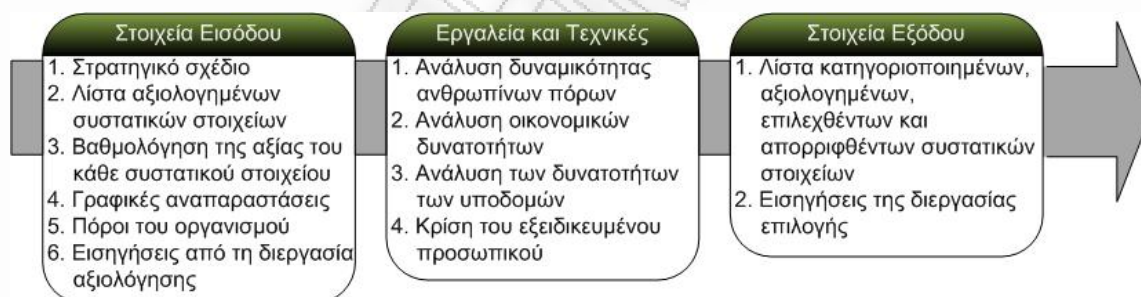 Στοιχεία Εισόδου
1. Στρατηγικό σχέδιο
2. Λίστα αξιολογημένων
συστατικών στοιχείων
3. Βαθμολόγηση της αξίας του
κάθε συστατικού στοιχείου
4. Γραφικές αναπαραστάσεις
5. Πόροι του οργανισμού
6. Εισηγήσεις από τη διεργασία
αξιολόγησης
Εργαλεία και Τεχνικές
1. Ανάλυση δυναμικότητας
ανθρωπίνων πόρων
2. Ανάλυση οικονομικών
δυνατοτήτων
3. Ανάλυση των δυνατοτήτων
των υποδομών
4. Κρίση του εξειδικευμένου
προσωπικού
Στοιχεία Εξόδου
1. Λίστα κατηγοριοποιημένων,
αξιολογημένων,
επιλεχθέντων και
απορριφθέντων συστατικών
στοιχείων
2. Εισηγήσεις της διεργασίας
επιλογής